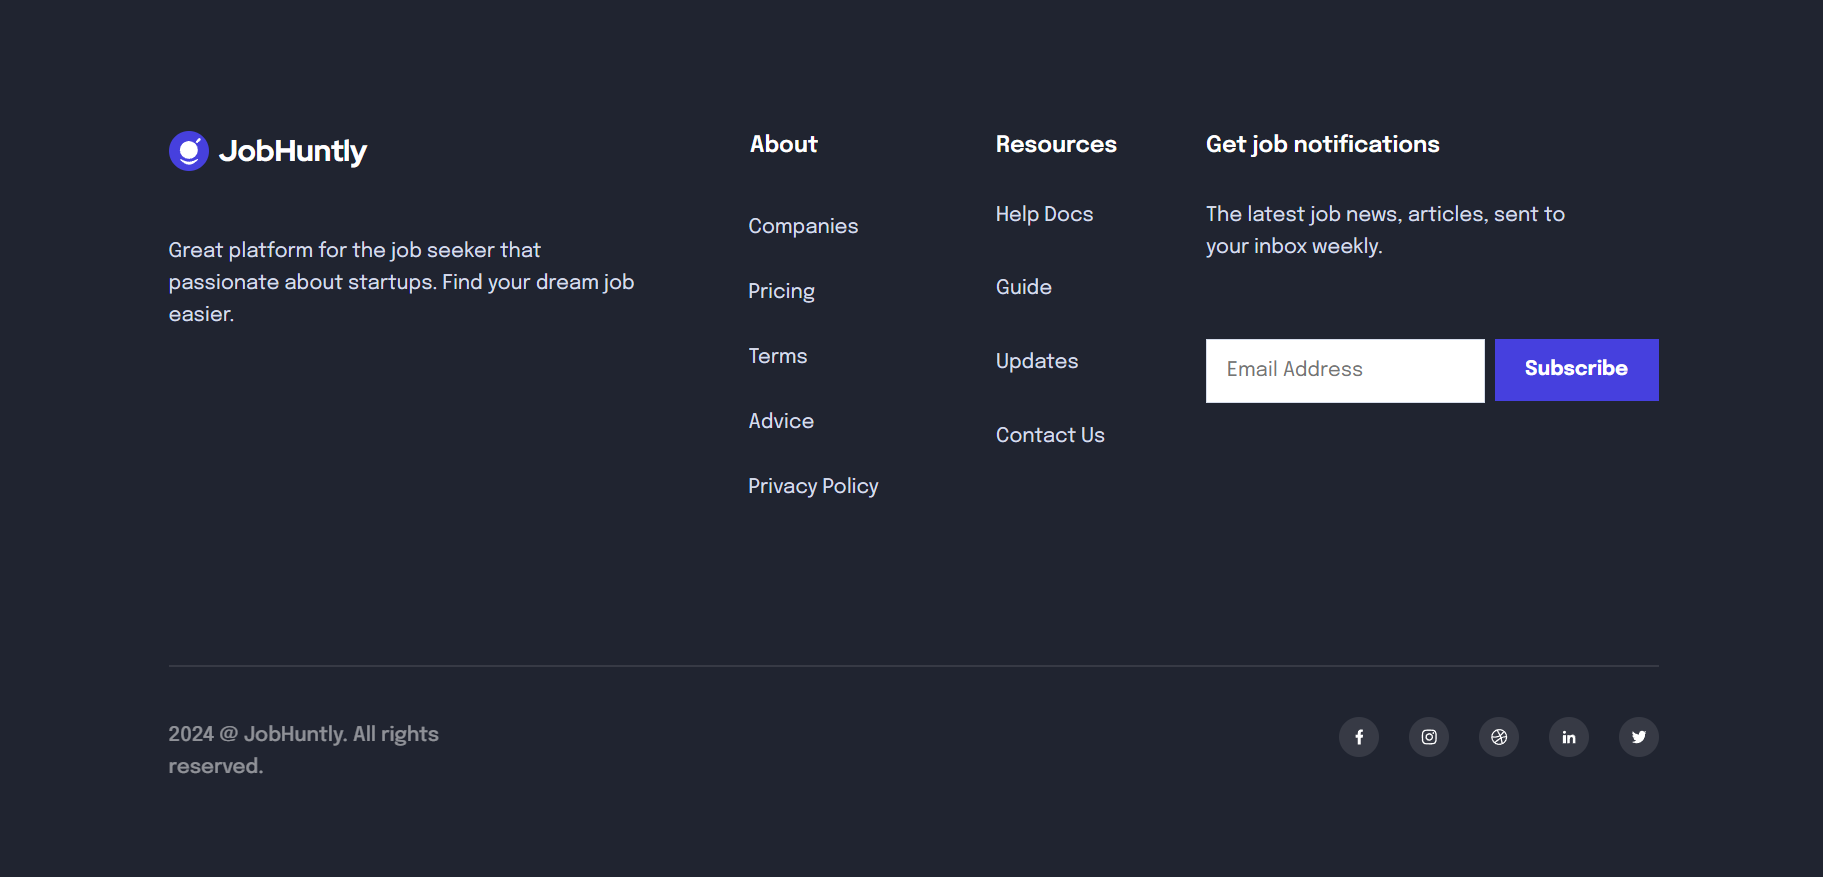 JobHuntly
Great platform for the job seeker that
passionate about startups. Find your dream job
easier.
About
Companies
Pricing
Terms
Advice
Privacy Policy
Resources
Help Docs
Guide
Updates
Contact Us
Get job notifications
The latest job news, articles, sent to
your inbox weekly.
Email Address
Subscribe
2024 @ JobHuntly. All rights
reserved.